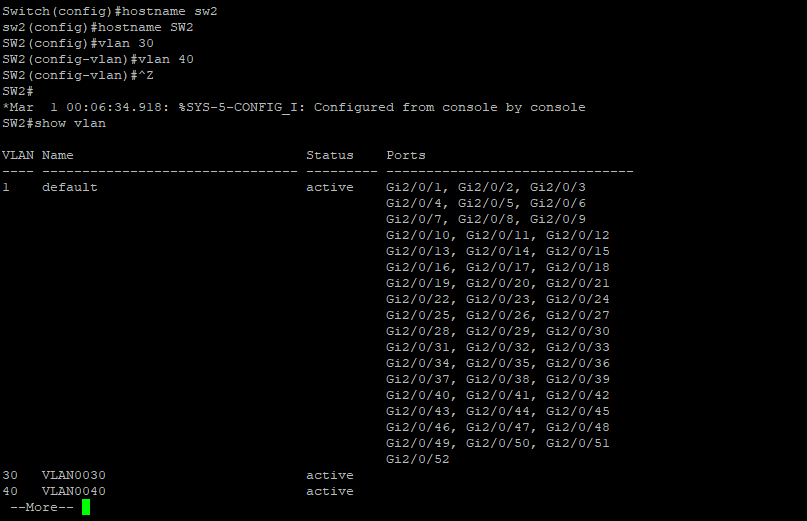 Switch(config)#hostname sw2
sw2(config)#hostname SW2
SW2(config)#vlan 30
SW2(config-vlan)#vlan 40
SW2(config-vlan)#^Z
SW2#
*Mar  1 00:06:34.918: %SYS-5-CONFIG_I: Configured from console by console
SW2#show vlan
VLAN Name                             Status    Ports
---- -------------------------------- --------- -------------------------------
1    default                          active    Gi2/0/1, Gi2/0/2, Gi2/0/3
                                                Gi2/0/4, Gi2/0/5, Gi2/0/6
                                                Gi2/0/7, Gi2/0/8, Gi2/0/9
                                                Gi2/0/10, Gi2/0/11, Gi2/0/12
                                                Gi2/0/13, Gi2/0/14, Gi2/0/15
                                                Gi2/0/16, Gi2/0/17, Gi2/0/18
                                                Gi2/0/19, Gi2/0/20, Gi2/0/21
                                                Gi2/0/22, Gi2/0/23, Gi2/0/24
                                                Gi2/0/25, Gi2/0/26, Gi2/0/27
                                                Gi2/0/28, Gi2/0/29, Gi2/0/30
                                                Gi2/0/31, Gi2/0/32, Gi2/0/33
                                                Gi2/0/34, Gi2/0/35, Gi2/0/36
                                                Gi2/0/37, Gi2/0/38, Gi2/0/39
                                                Gi2/0/40, Gi2/0/41, Gi2/0/42
                                                Gi2/0/43, Gi2/0/44, Gi2/0/45
                                                Gi2/0/46, Gi2/0/47, Gi2/0/48
                                                Gi2/0/49, Gi2/0/50, Gi2/0/51
                                                Gi2/0/52
30   VLAN0030                         active
40   VLAN0040                         active
 --More--